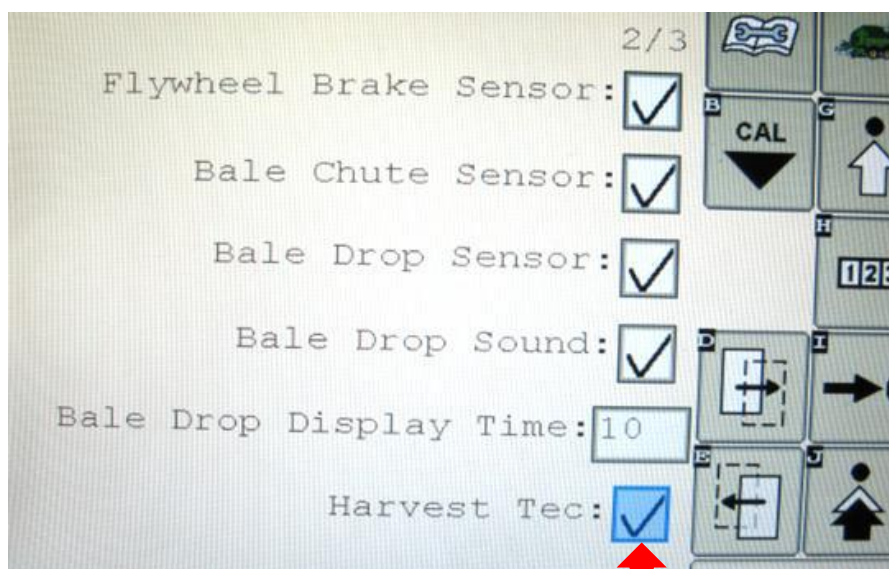 2/3
Flywheel Brake Sensor:
B
CAL
G
Bale Chute Sensor:
H
Bale Drop Sensor:
123
Bale Drop Sound:
D
I
Bale Drop Display Time: 10
E
J
Harvest Tec: